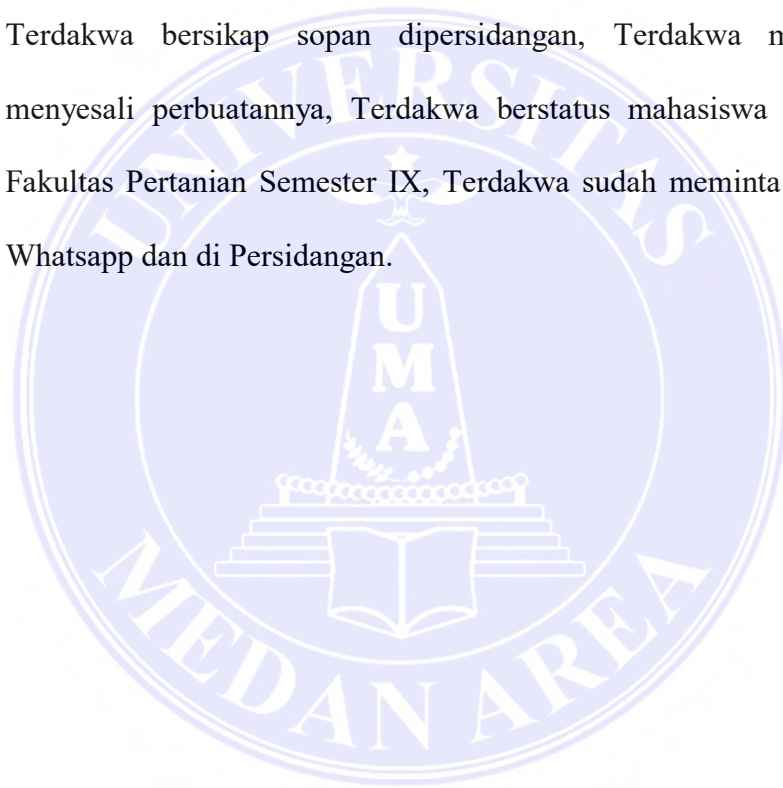 Terdakwa bersikap sopan dipersidangan, Terdakwa
menyesali perbuatannya, Terdakwa berstatus mahasiswa
Fakultas Pertanian Semester IX, Terdakwa sudah meminta
Whatsapp dan di Persidangan.
UNIVERSITAS
UMA
MEDAN AREA